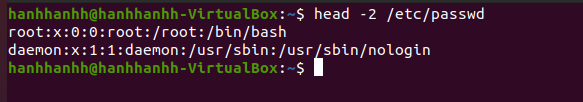 hanhhanhh@hanhhanhh-VirtualBox:~$ head -2 /etc/passwd
root:x:0:0:root:/root:/bin/bash
daemon:x:1:1:daemon:/usr/sbin:/usr/sbin/nologin
hanhhanhh@hanhhanhh-VirtualBox:~$